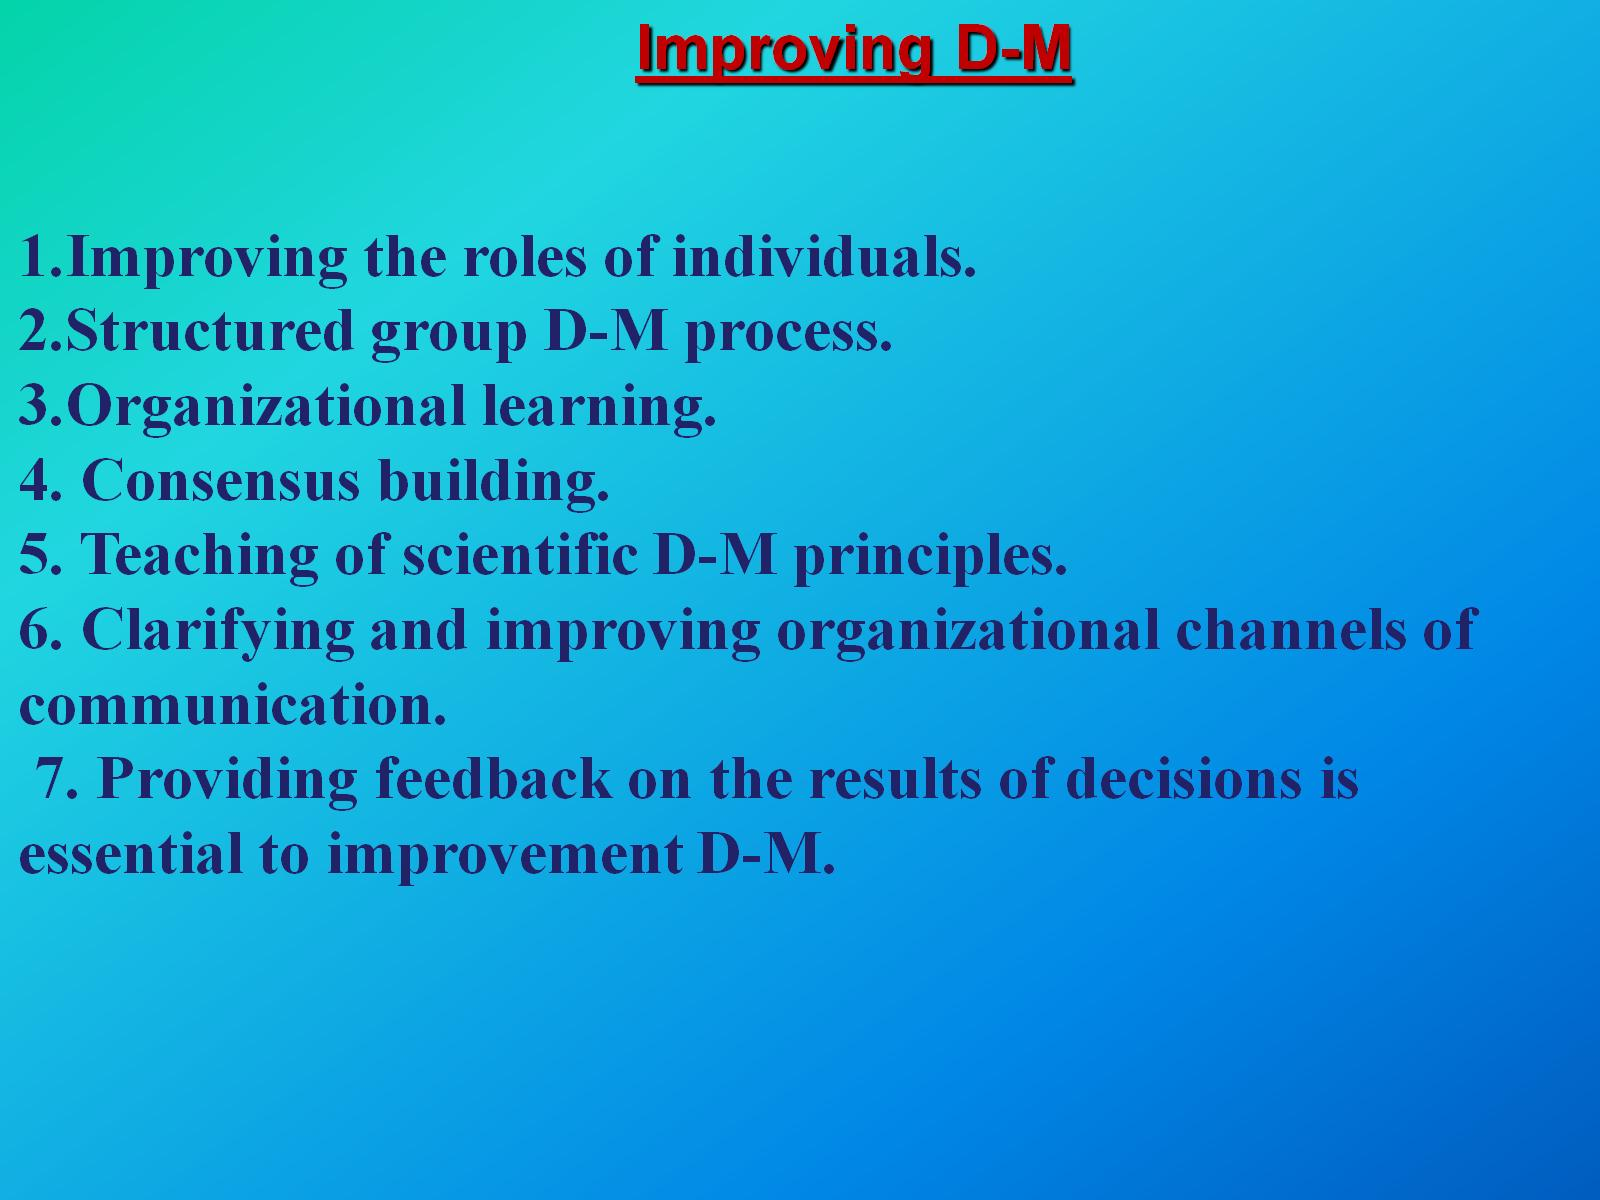 Improving D-M
1.Improving the roles of individuals.
2.Structured group D-M process.
3.Organizational learning.
4. Consensus building.
5. Teaching of scientific D-M principles.
6. Clarifying and improving organizational channels of
communication.
7. Providing feedback on the results of decisions is
essential to improvement D-M.